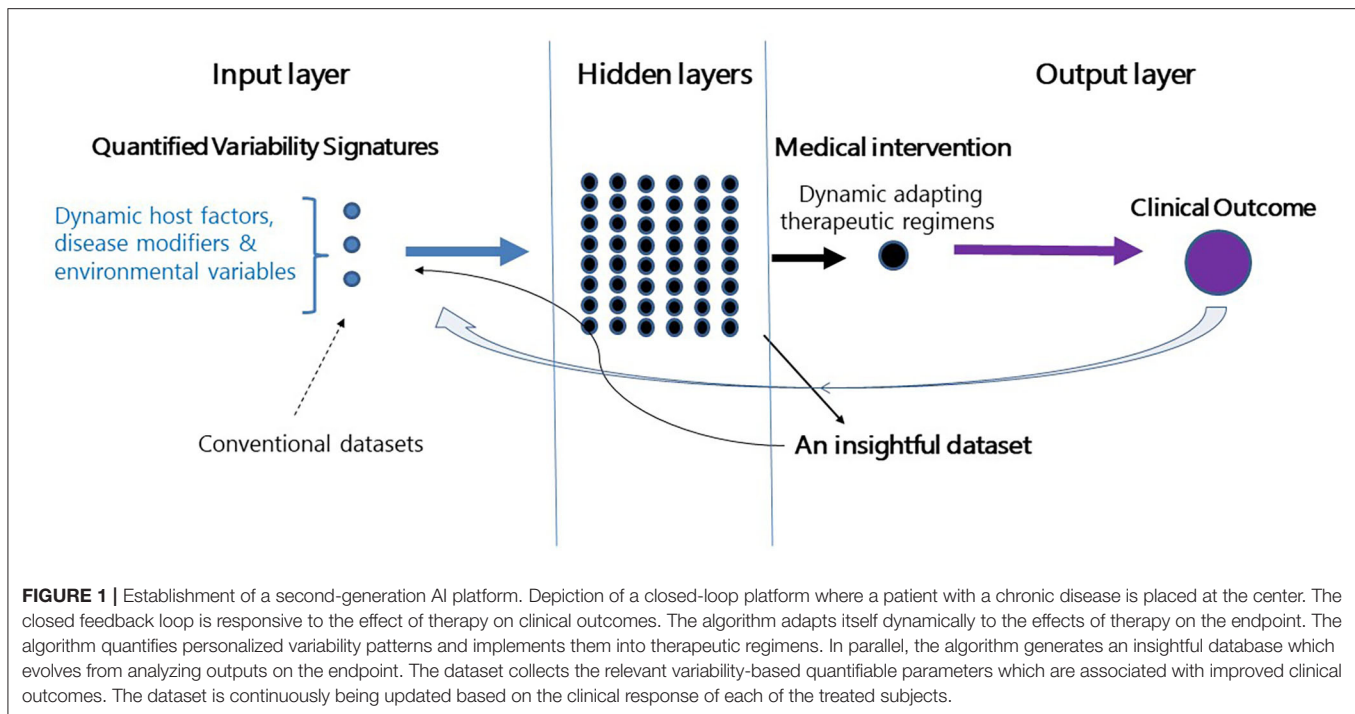 Input layer
Hidden layers
Output layer
Quantified Variability Signatures
Medical intervention
Dynamic host factors,
disease modifiers &
environmental variables
Dynamic adapting
therapeutic regimens
Clinical Outcome
Conventional datasets
An insightful dataset
FIGURE 1 | Establishment of a second-generation AI platform. Depiction of a closed-loop platform where a patient with a chronic disease is placed at the center. The
closed feedback loop is responsive to the effect of therapy on clinical outcomes. The algorithm adapts itself dynamically to the effects of therapy on the endpoint. The
algorithm quantifies personalized variability patterns and implements them into therapeutic regimens. In parallel, the algorithm generates an insightful database which
evolves from analyzing outputs on the endpoint. The dataset collects the relevant variability-based quantifiable parameters which are associated with improved clinical
outcomes. The dataset is continuously being updated based on the clinical response of each of the treated subjects.